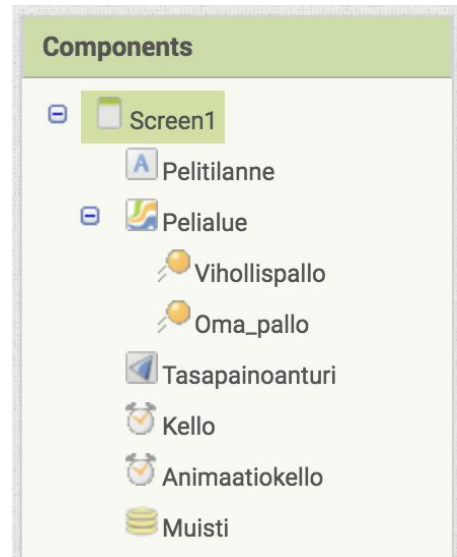 Components
Screen1
A Pelitilanne
Pelialue
Vihollispallo
Oma_pallo
Tasapainoanturi
Kello
Animaatiokello
Muisti